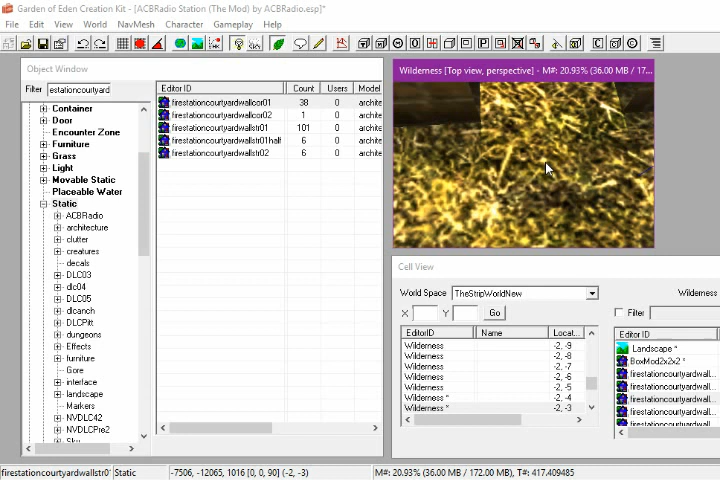 Garden of Eden Creation Kit - [ACBRadio Station (The Mod) by ACBRadio.esp]*
File Edit View World NavMesh Character Gameplay Help
Object Window
Filter estationcourtyard
Container
Door
Encounter Zone
Furniture
Grass
Light
Movable Static
Placeable Water
Static
ACBRadio
architecture
clutter
creatures
decals
DLC03
dlc04
DLC05
dlcanch
DLCPitt
dungeons
Effects
furniture
Gore
interface
landscape
Markers
NVDLC42
NVDLCPre2
Editor ID Count Users Model
firestationcourtyardwallcor01 38 0 archite
firestationcourtyardwallcor02 1 0 archite
firestationcourtyardwallstr01 101 0 archite
firestationcourtyardwallstr01half 6 0 archite
firestationcourtyardwallstr02 6 0 archite
Wilderness [Top view, perspective] - M#: 20.93% (36.00 MB / 17...
Cell View
World Space TheStripWorldNew Wilderness
X Y Go Filter
EditorID Name Locat...
Wilderness -2, -9
Wilderness -2, -8
Wilderness -2, -7
Wilderness -2, -6
Wilderness -2, -5
Wilderness * -2, -4
Wilderness * -2, -3
Editor ID
Landscape *
BoxMod2x2x2 *
firestationcourtyardwall...
firestationcourtyardwall...
firestationcourtyardwall...
firestationcourtyardwall...
firestationcourtyardwall...
firestationcourtyardwallstr0 Static -7506, -12065, 1016 [0, 0, 90] (-2, -3) M#: 20.93% (36.00 MB / 172.00 MB), T#: 417.409485